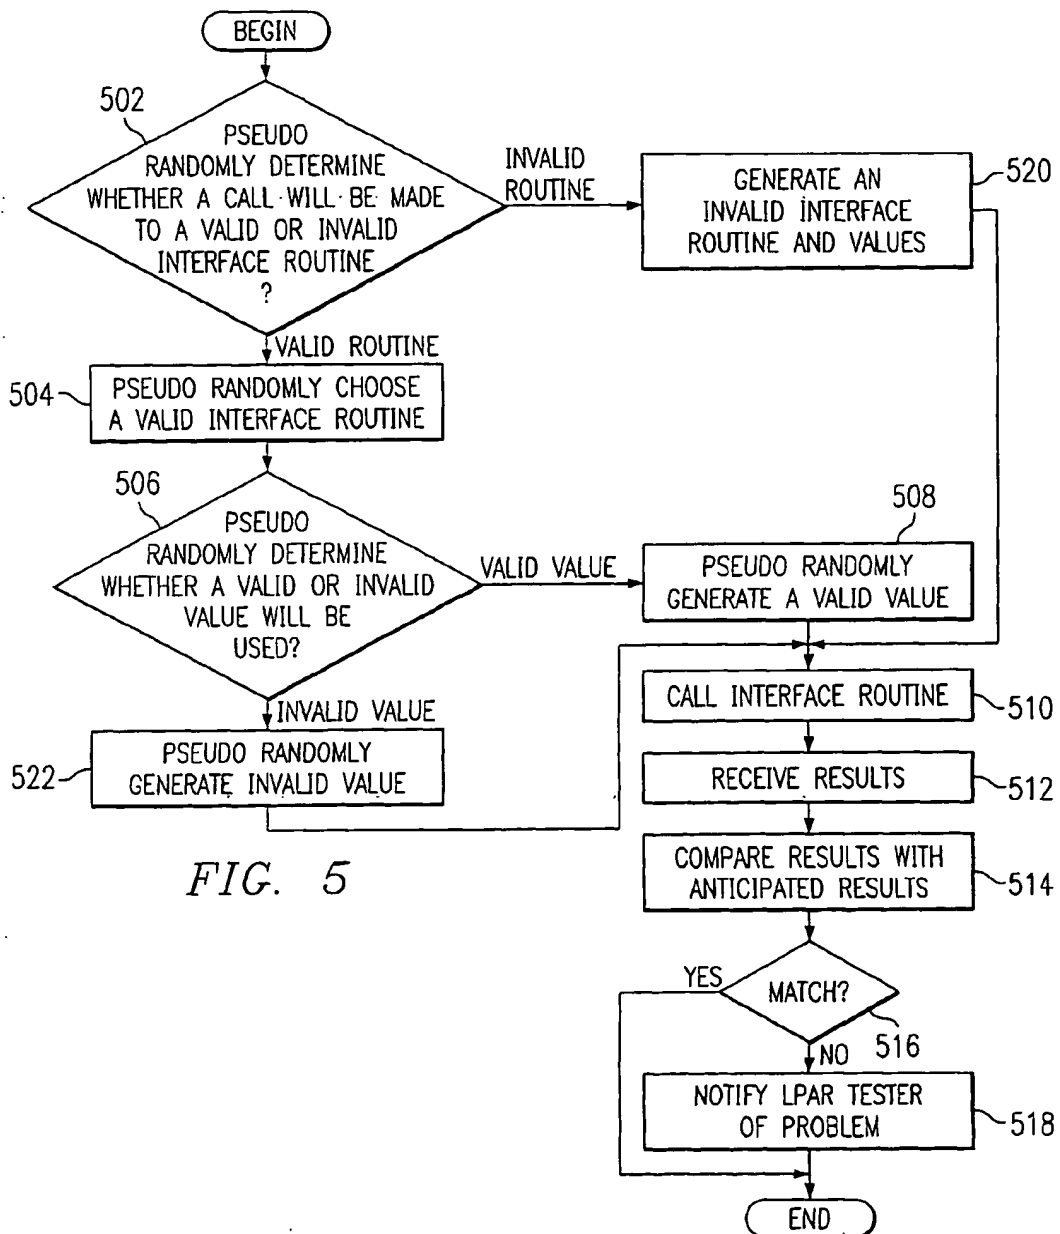 BEGIN
502
PSEUDO
RANDOMLY DETERMINE
WHETHER A CALL WILL BE MADE
TO A VALID OR INVALID
INTERFACE ROUTINE
?
INVALID
ROUTINE
520
GENERATE AN
INVALID INTERFACE
ROUTINE AND VALUES
VALID ROUTINE
504
PSEUDO RANDOMLY CHOOSE
A VALID INTERFACE ROUTINE
506
PSEUDO
RANDOMLY DETERMINE
WHETHER A VALID OR INVALID
VALUE WILL BE
USED?
VALID VALUE
508
PSEUDO RANDOMLY
GENERATE A VALID VALUE
INVALID VALUE
522
PSEUDO RANDOMLY
GENERATE INVALID VALUE
CALL INTERFACE ROUTINE
510
RECEIVE RESULTS
512
COMPARE RESULTS WITH
ANTICIPATED RESULTS
514
FIG. 5
YES
MATCH?
516
NO
NOTIFY LPAR TESTER
OF PROBLEM
518
END